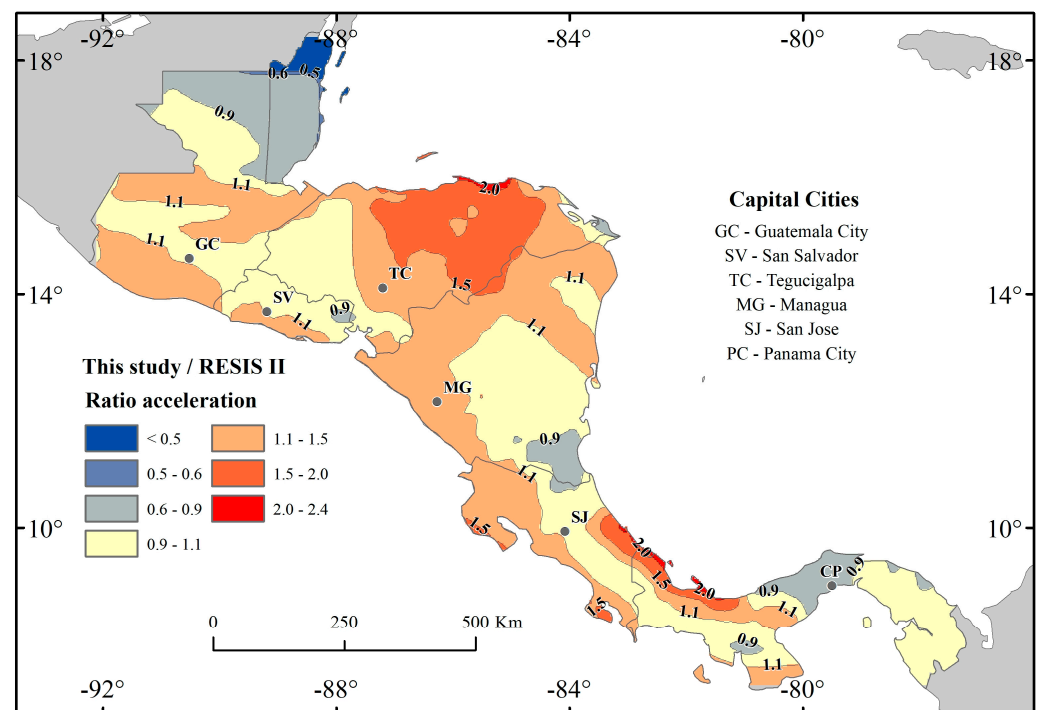 -92° -88° -84° -80°
18° 18°
0.6 0.5
0.9
1.1
2.0
1.1
1.1
GC
TC
1.5
1.1
14° 14°
SV
0.9
1.1
1.1
Capital Cities
GC - Guatemala City
SV - San Salvador
TC - Tegucigalpa
MG - Managua
SJ - San Jose
PC - Panama City
This study / RESIS II
Ratio acceleration
< 0.5 1.1 - 1.5
0.5 - 0.6 1.5 - 2.0
0.6 - 0.9 2.0 - 2.4
0.9 - 1.1
MG
0.9
1.1
10° 10°
1.5
SJ
2.0
1.5
2.0
CP
0.9
0.9
1.5
1.1
1.1
0.9
1.1
0 250 500 Km
-92° -88° -84° -80°